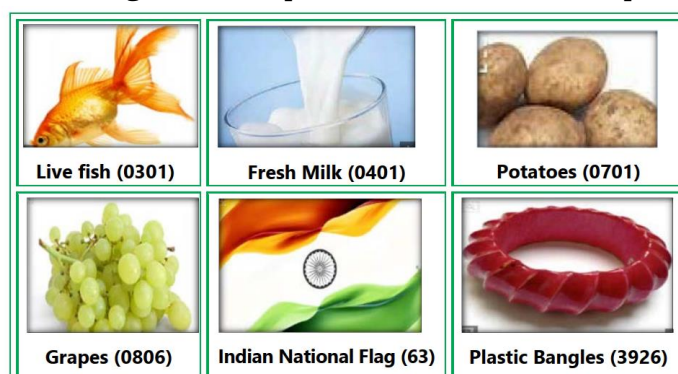 Live fish (0301)
Fresh Milk (0401)
Potatoes (0701)
Grapes (0806)
Indian National Flag (63)
Plastic Bangles (3926)